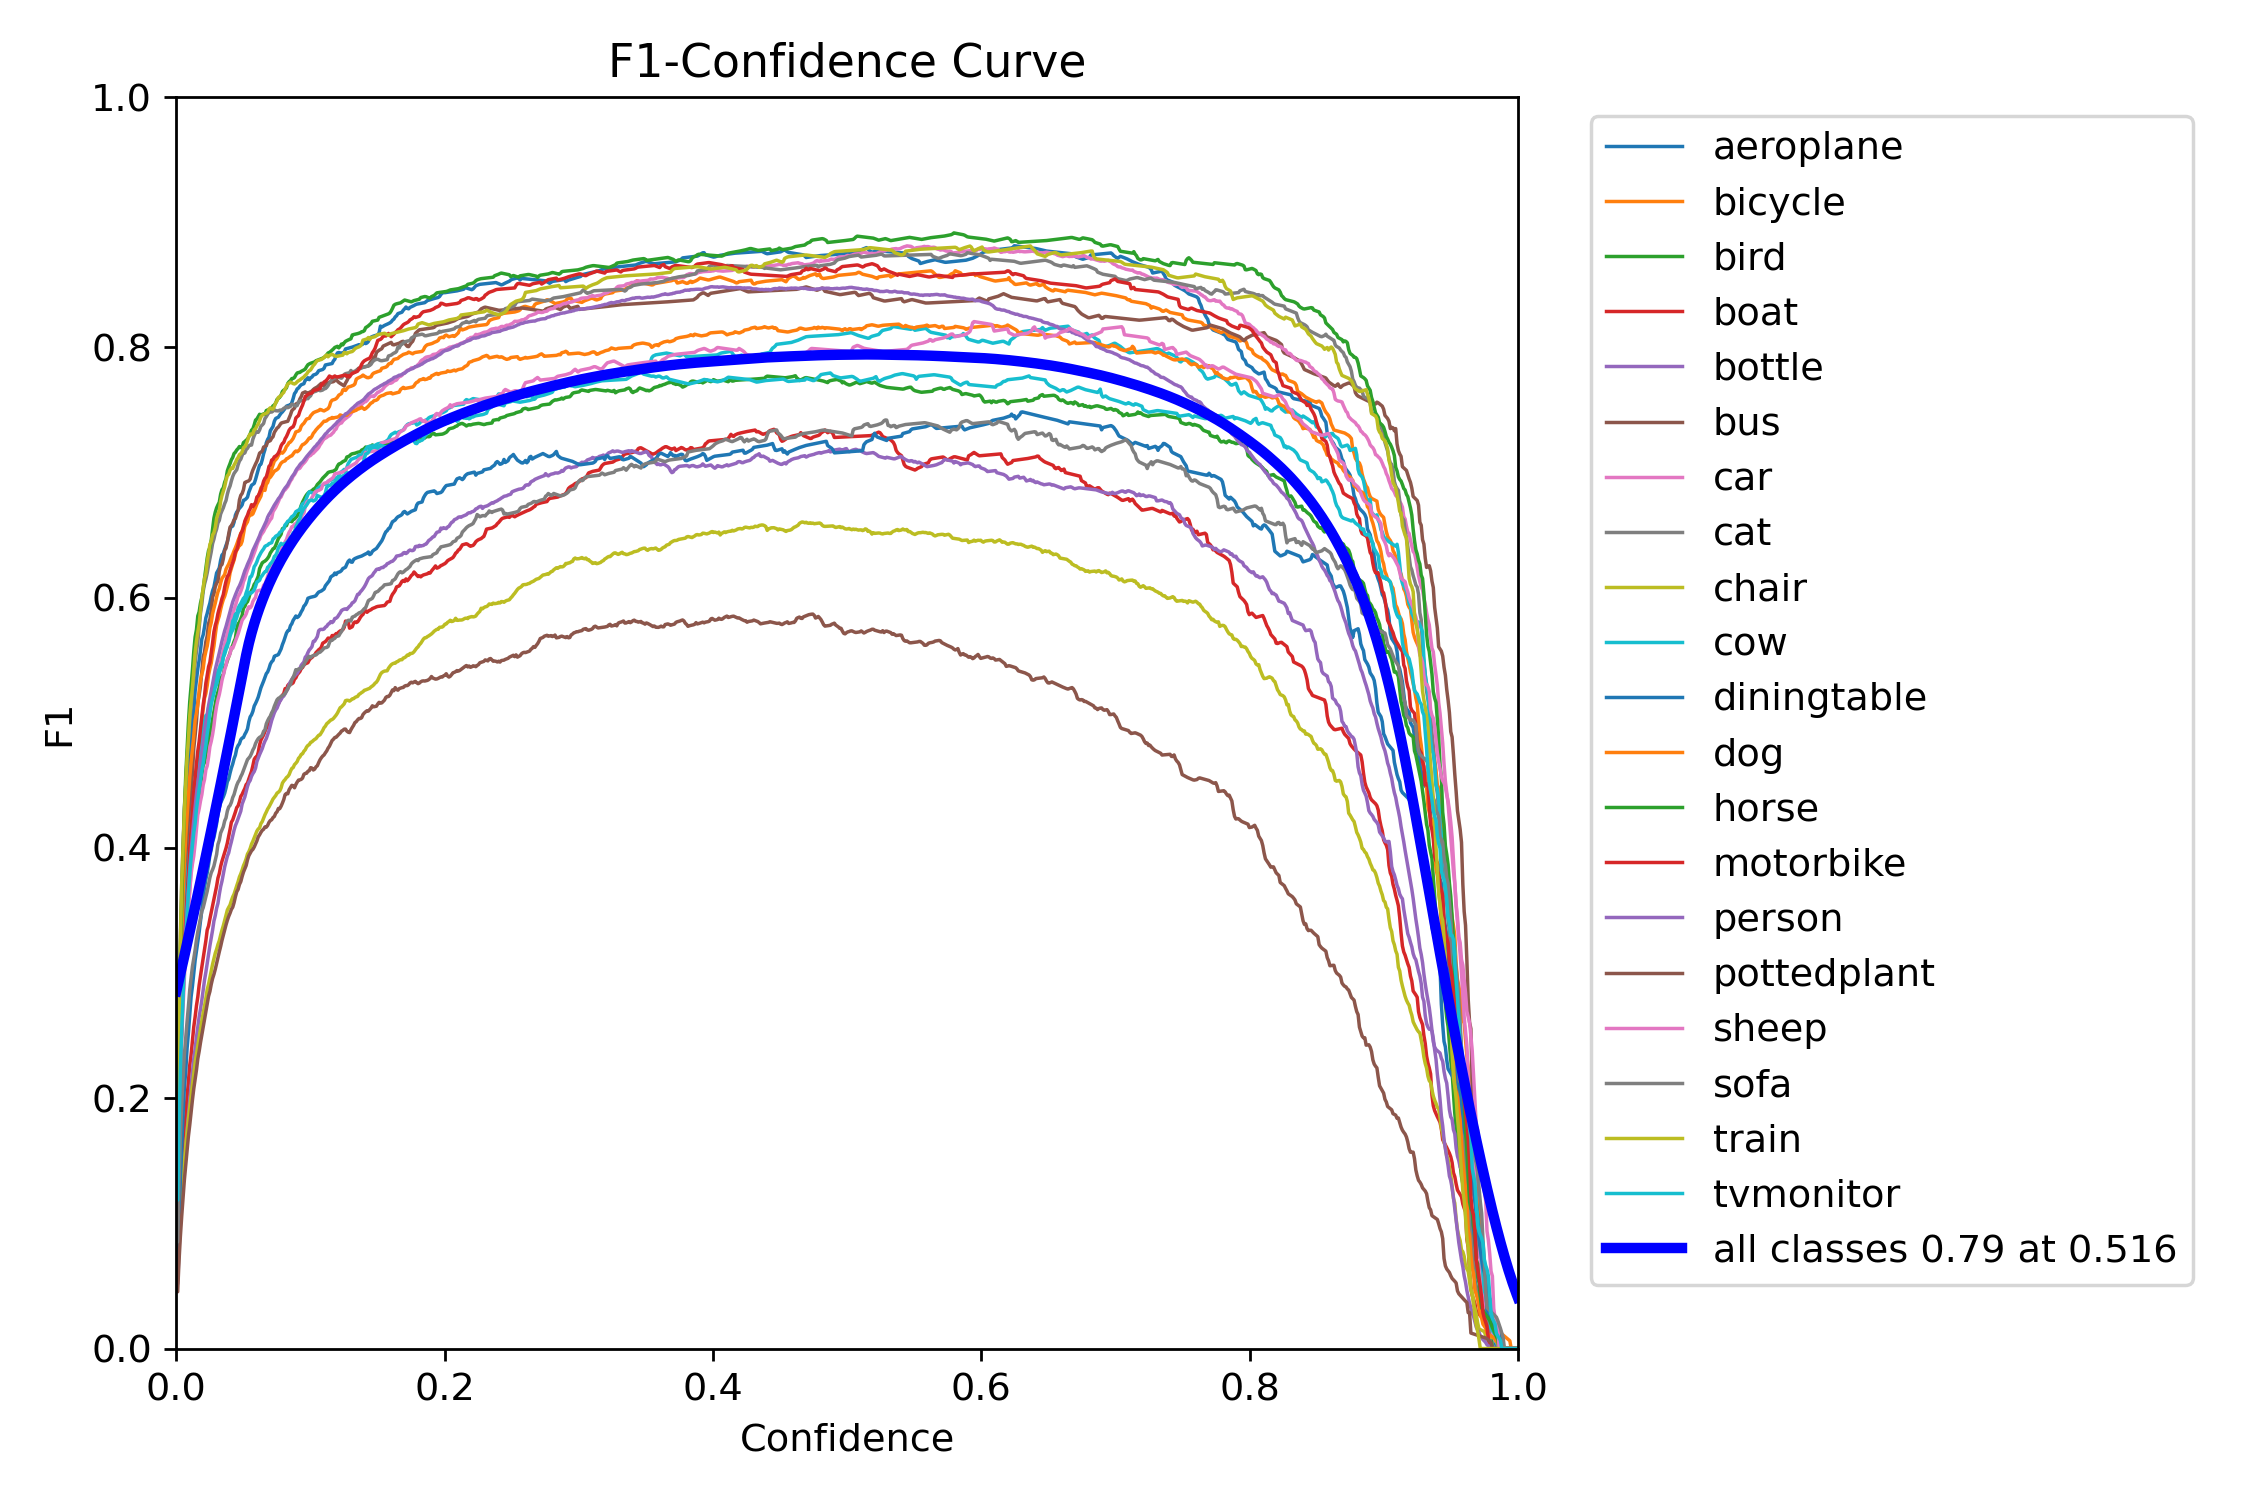 F1-Confidence Curve
1.0
0.8
0.6
0.4
0.2
0.0
F1
0.0 0.2 0.4 0.6 0.8 1.0
Confidence
aeroplane
bicycle
bird
boat
bottle
bus
car
cat
chair
cow
diningtable
dog
horse
motorbike
person
pottedplant
sheep
sofa
train
tvmonitor
all classes 0.79 at 0.516